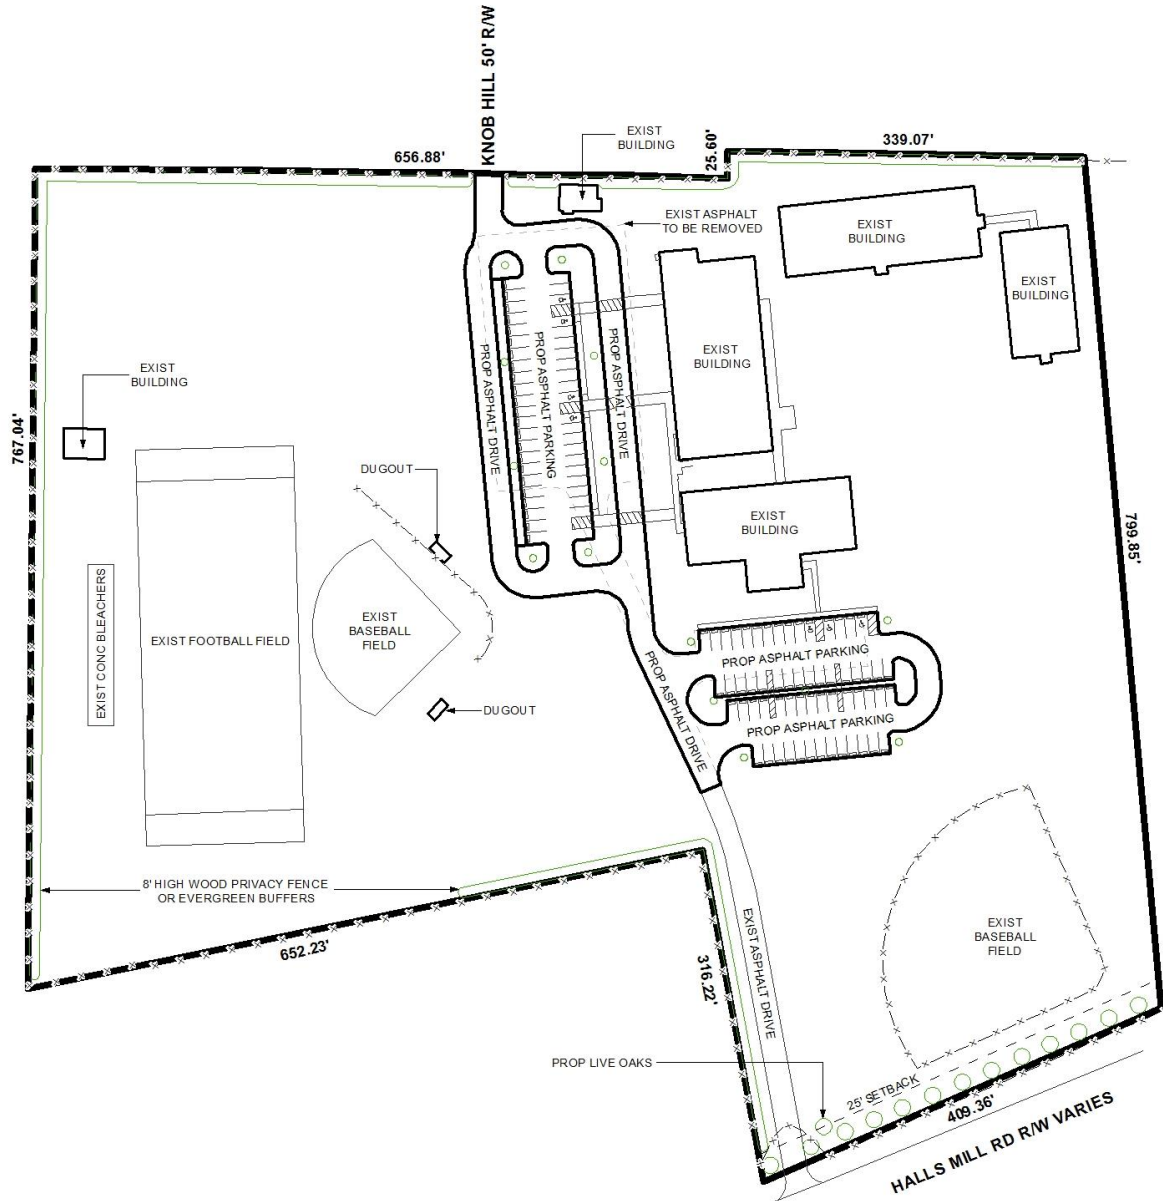 KNOB HILL 50' R/W
656.88'
EXIST
BUILDING
25.60'
339.07'
EXIST ASPHALT
TO BE REMOVED
EXIST
BUILDING
EXIST
BUILDING
EXIST
BUILDING
EXIST
BUILDING
767.04'
PROP ASPHALT DRIVE
PROP ASPHALT PARKING
PROP ASPHALT DRIVE
DUGOUT
EXIST
BUILDING
799.85'
EXIST CONC BLEACHERS
EXIST FOOTBALL FIELD
EXIST
BASEBALL
FIELD
DUGOUT
PROP ASPHALT DRIVE
PROP ASPHALT PARKING
PROP ASPHALT PARKING
8' HIGH WOOD PRIVACY FENCE
OR EVERGREEN BUFFERS
652.23'
316.22'
EXIST ASPHALT DRIVE
EXIST
BASEBALL
FIELD
PROP LIVE OAKS
25' SETBACK
409.36'
HALLS MILL RD R/W VARIES